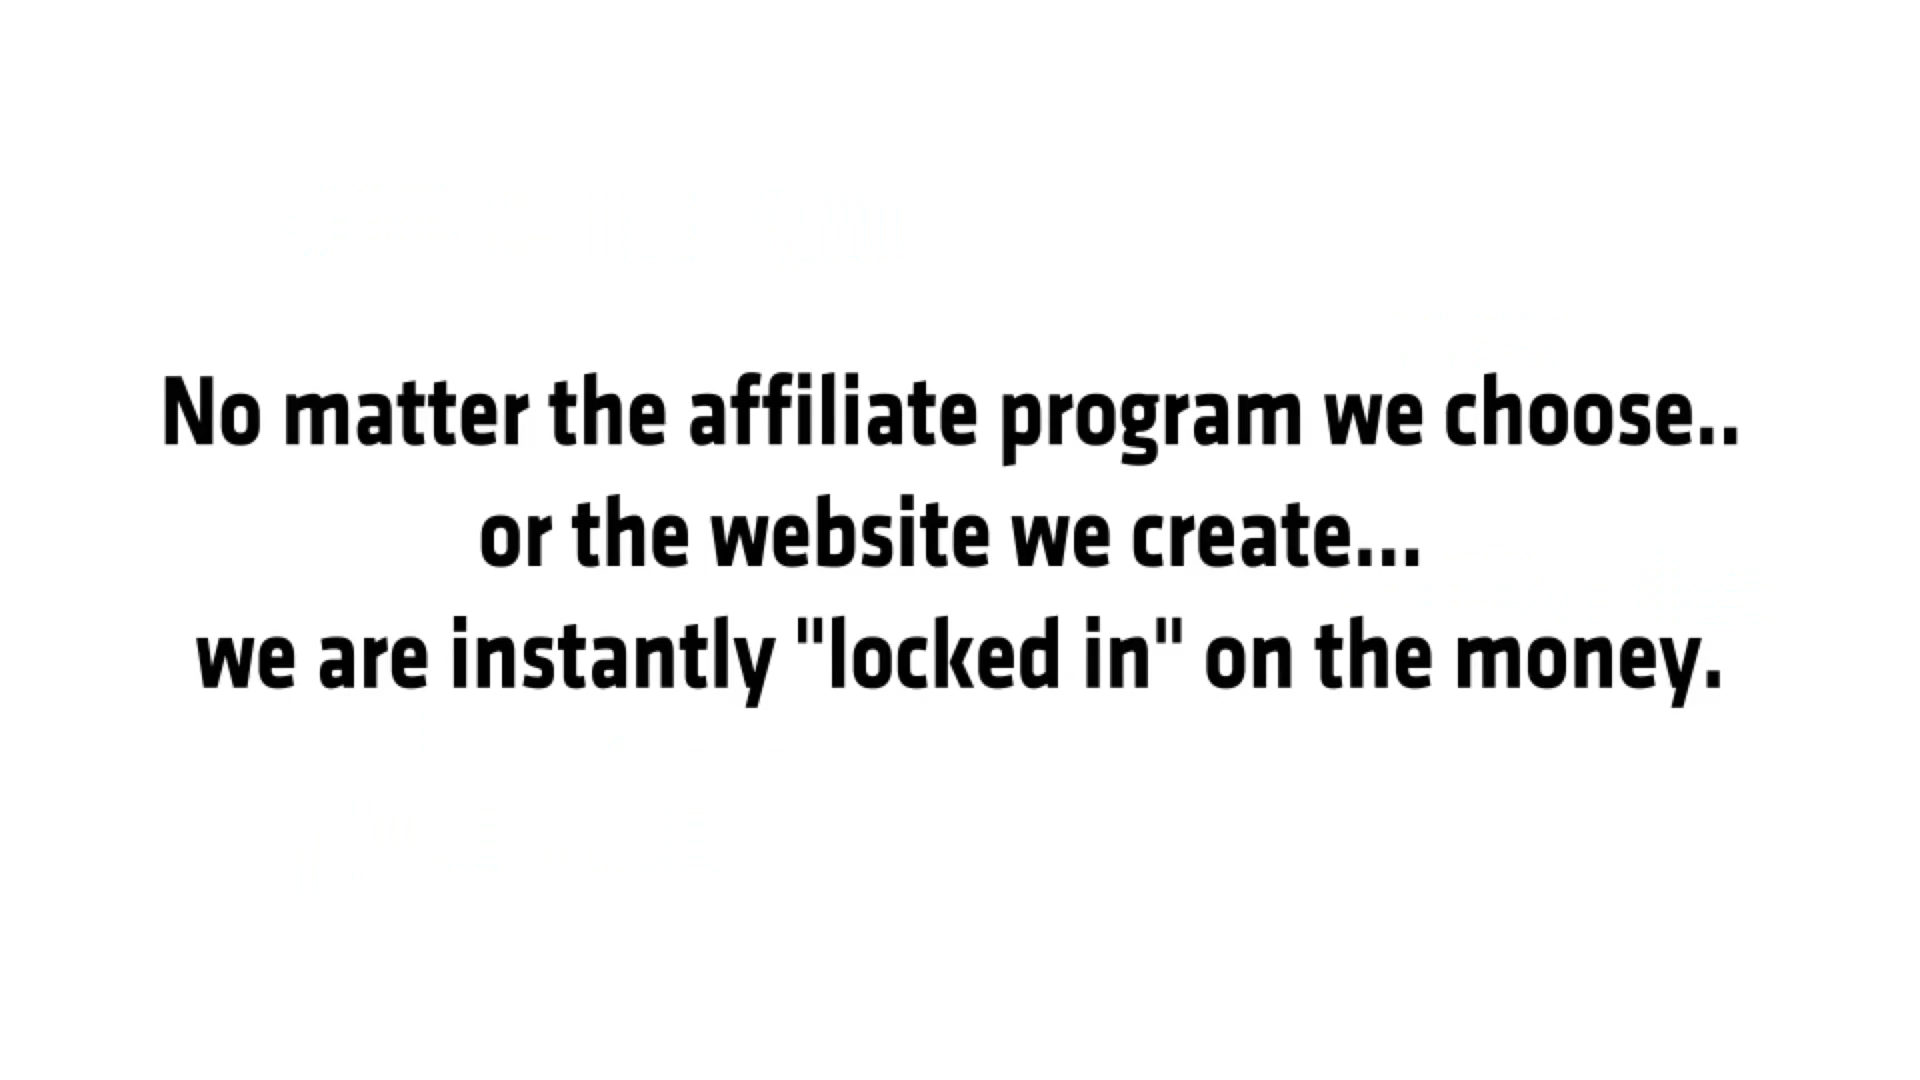 No matter the affiliate program we choose..
or the website we create...
we are instantly "locked in" on the money.